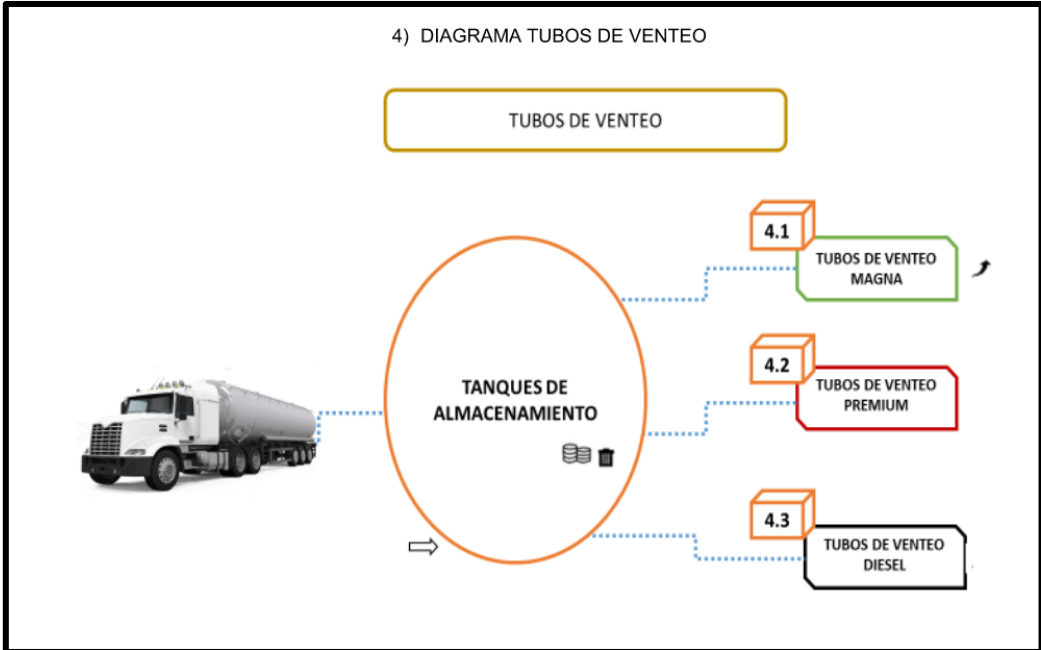 4) DIAGRAMA TUBOS DE VENTEO
TUBOS DE VENTEO
4.1
TUBOS DE VENTEO
MAGNA
4.2
TUBOS DE VENTEO
PREMIUM
TANQUES DE
ALMACENAMIENTO
4.3
TUBOS DE VENTEO
DIESEL